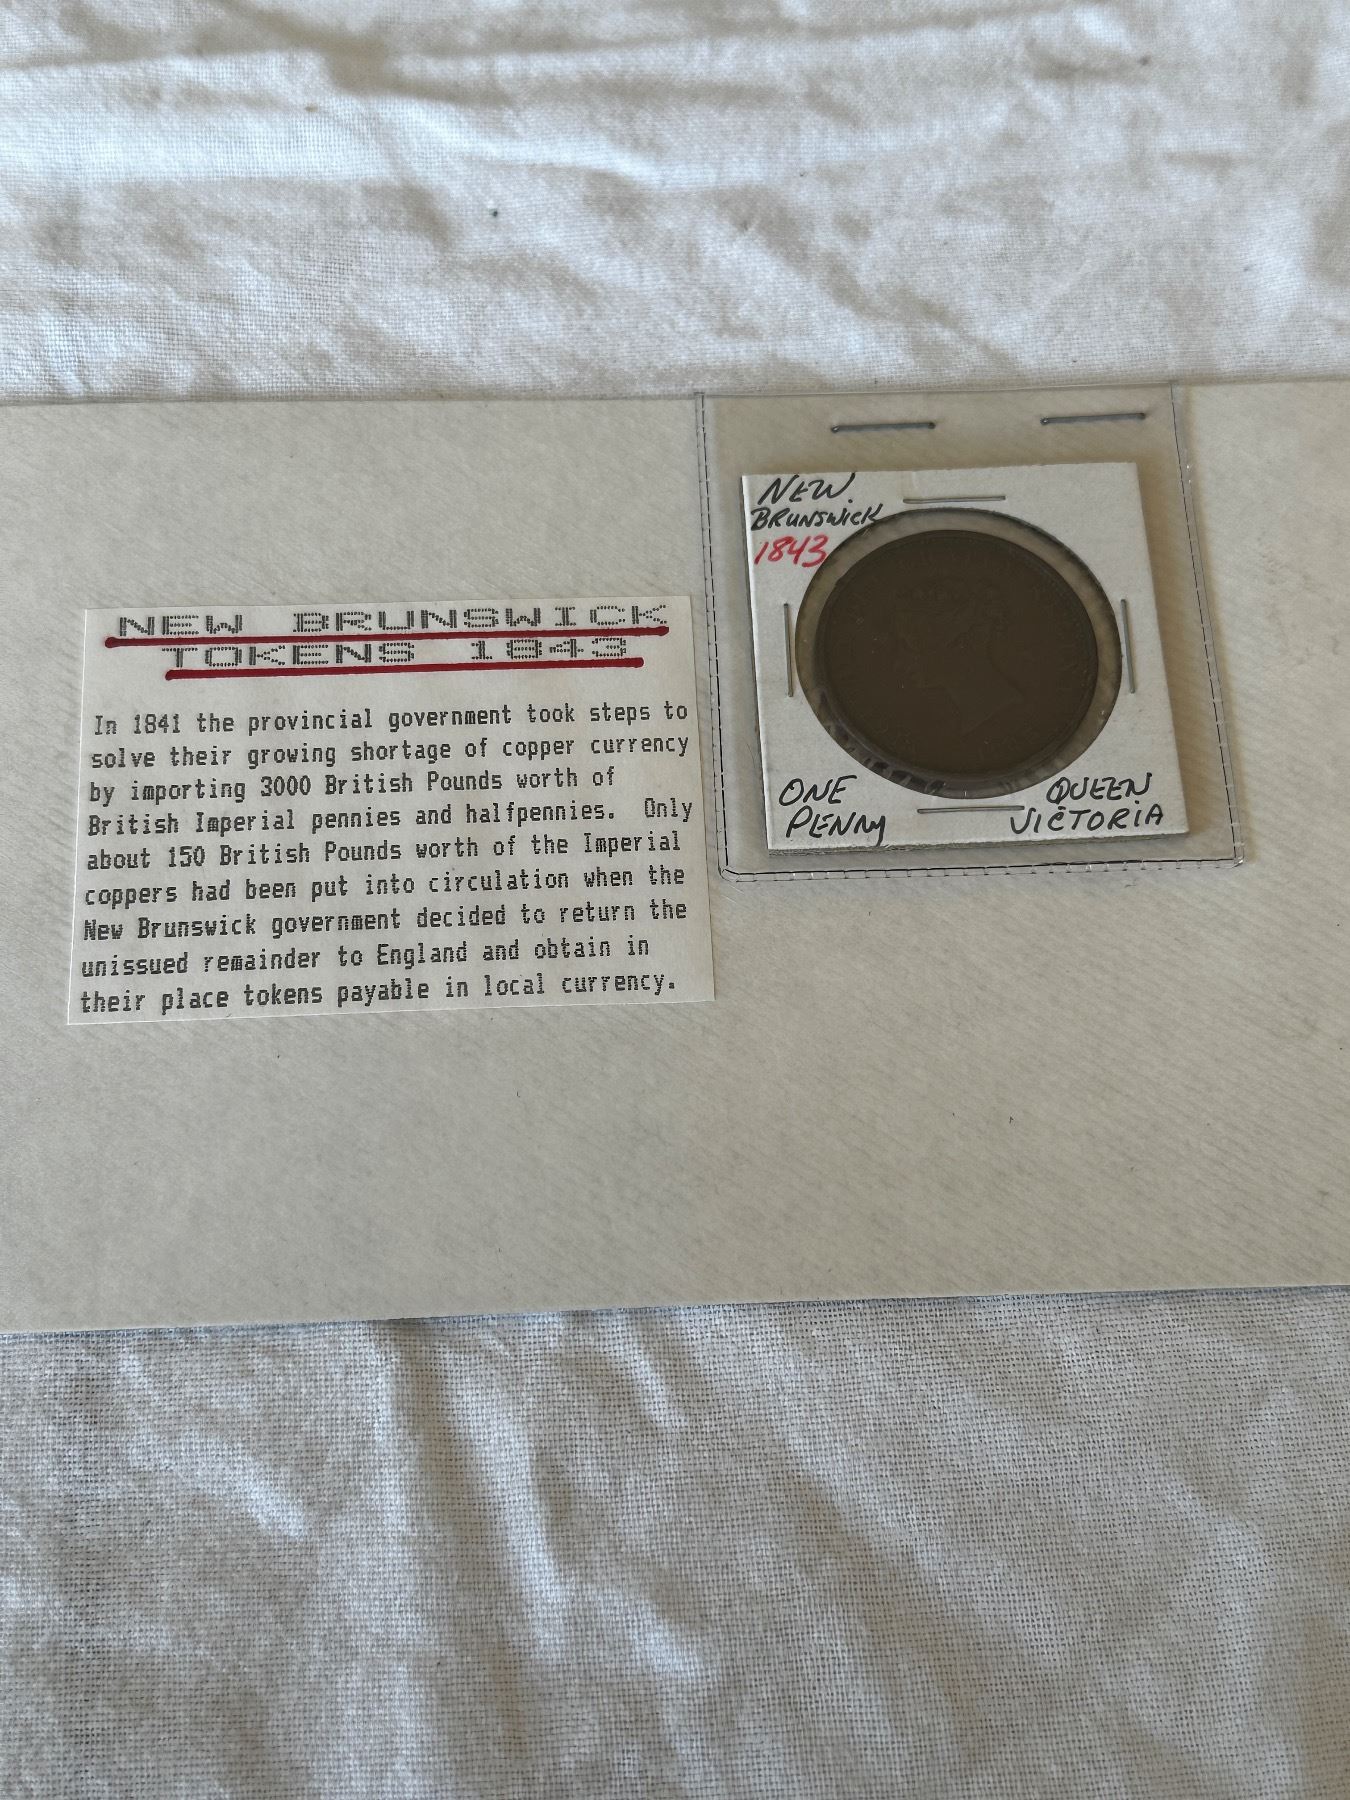 NEW BRUNSWICK
TOKENS 1843
In 1841 the provincial government took steps to
solve their growing shortage of copper currency
by importing 3000 British Pounds worth of
British Imperial pennies and halfpennies.  Only
about 150 British Pounds worth of the Imperial
coppers had been put into circulation when the
New Brunswick government decided to return the
unissued remainder to England and obtain in
their place tokens payable in local currency.
NEW
BRUNSWICK
1843
ONE
PENNY
QUEEN
VICTORIA